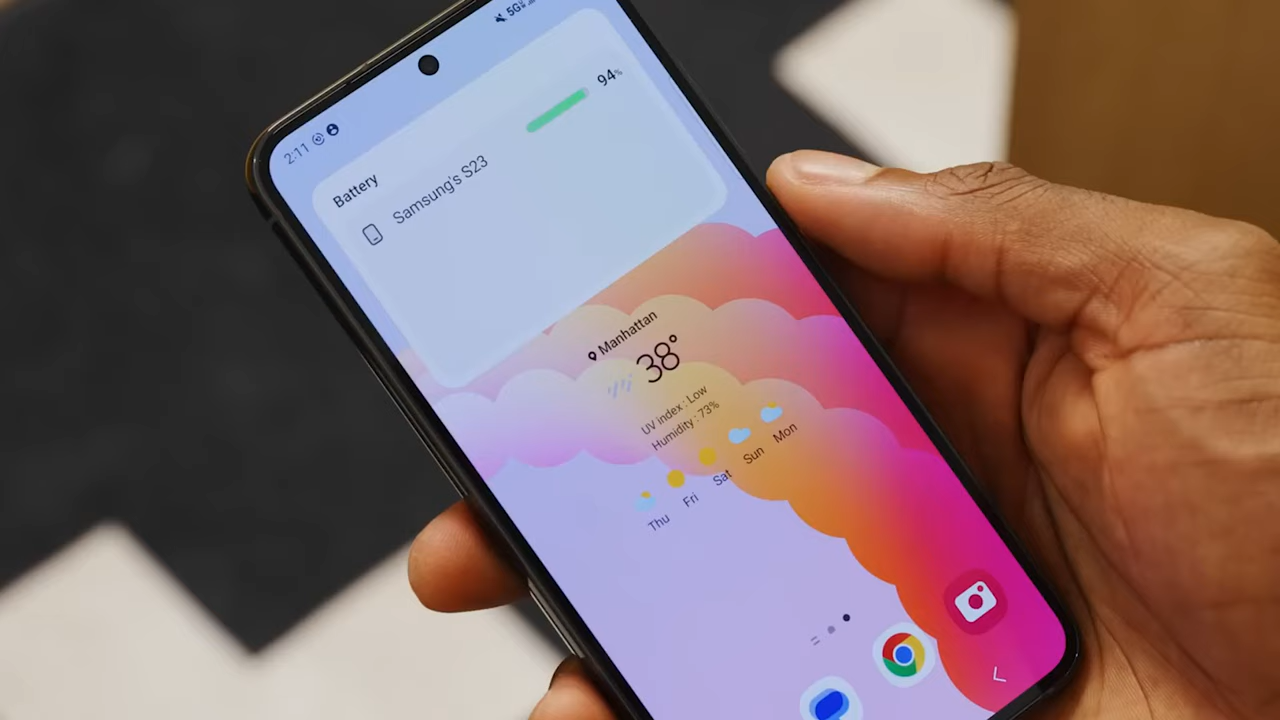 2:11
5G
Battery
Samsung's S23
94%
Manhattan
38°
UV index : Low
Humidity : 73%
Thu Fri Sat Sun Mon